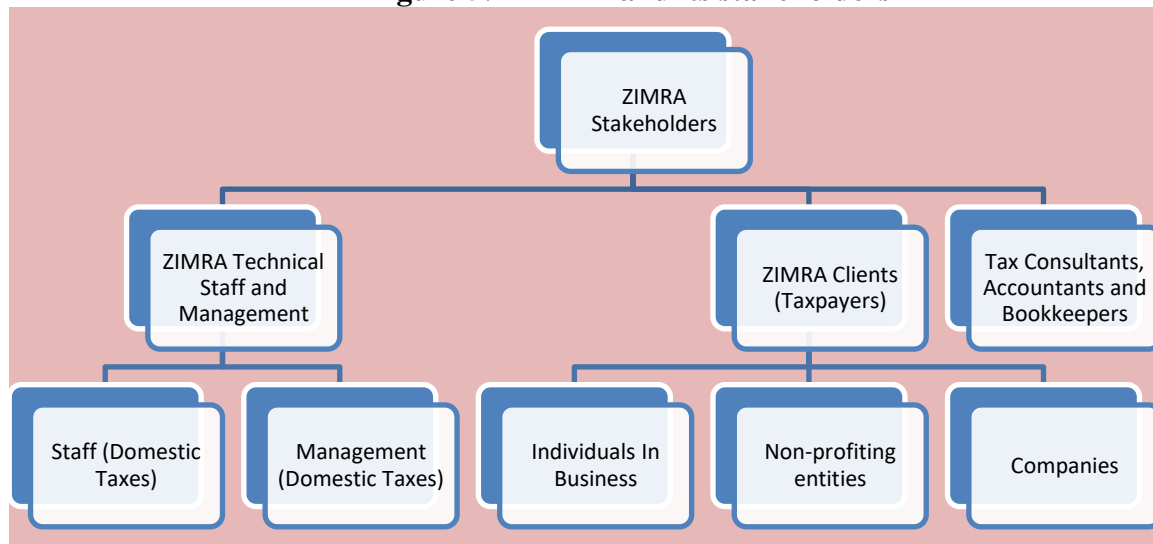 ZIMRA
Stakeholders
ZIMRA Technical
Staff and
Management
ZIMRA Clients
(Taxpayers)
Tax Consultants,
Accountants and
Bookkeepers
Staff (Domestic
Taxes)
Management
(Domestic Taxes)
Individuals In
Business
Non-profiting
entities
Companies